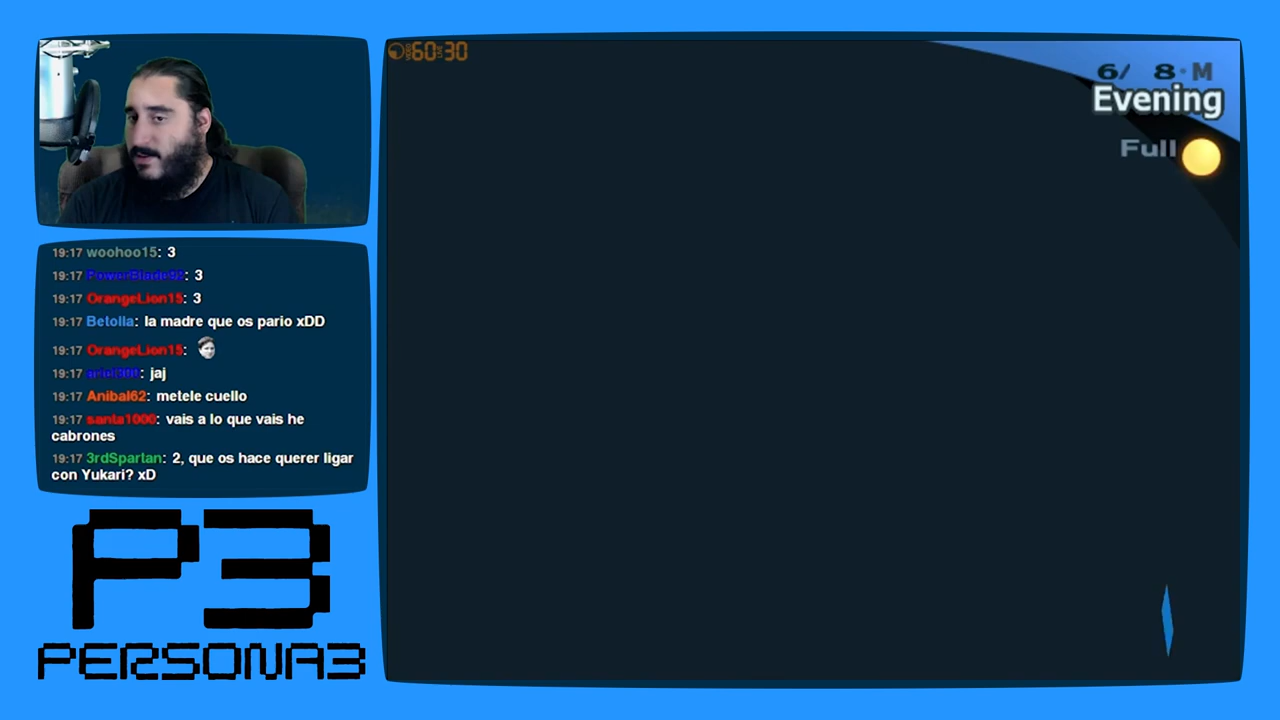 60 30
6/ 8·M
Evening
Full
19:17 woohoo15: 3
19:17 PowerBlade92: 3
19:17 OrangeLion15: 3
19:17 Betolla: la madre que os pario xDD
19:17 OrangeLion15:
19:17 : jaj
19:17 Anibal62: metele cuello
19:17 santa1000: vais a lo que vais he
cabrones
19:17 3rdSpartan: 2, que os hace querer ligar
con Yukari? xD
P3
PERSONA3